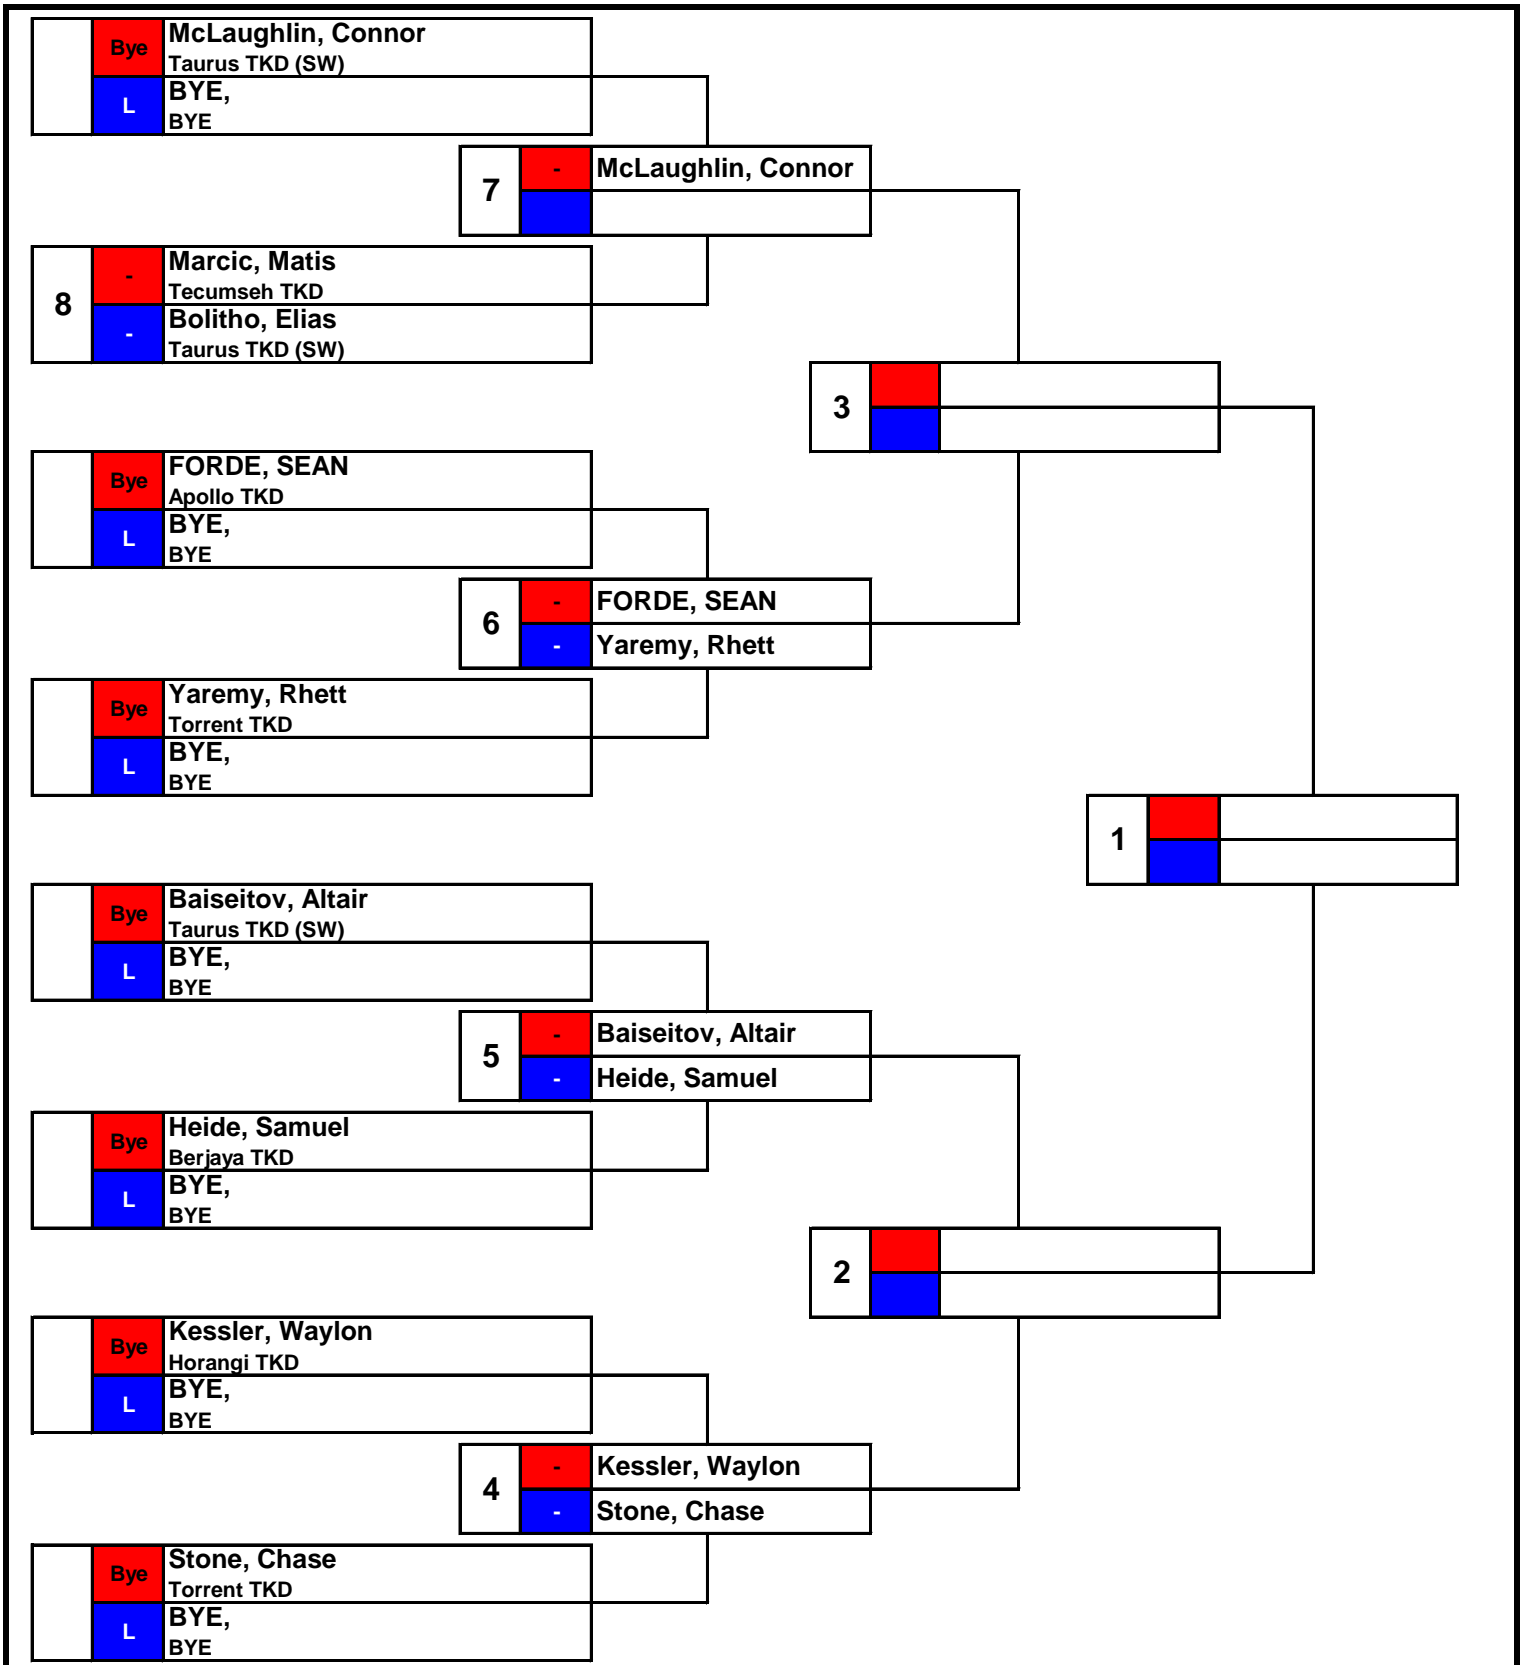 Bye
McLaughlin, Connor
Taurus TKD (SW)
L
BYE,
BYE
7
-
McLaughlin, Connor
8
-
Marcic, Matis
Tecumseh TKD
-
Bolitho, Elias
Taurus TKD (SW)
3
Bye
FORDE, SEAN
Apollo TKD
L
BYE,
BYE
6
-
FORDE, SEAN
-
Yaremy, Rhett
Bye
Yaremy, Rhett
Torrent TKD
L
BYE,
BYE
1
Bye
Baiseitov, Altair
Taurus TKD (SW)
L
BYE,
BYE
5
-
Baiseitov, Altair
-
Heide, Samuel
Bye
Heide, Samuel
Berjaya TKD
L
BYE,
BYE
2
Bye
Kessler, Waylon
Horangi TKD
L
BYE,
BYE
4
-
Kessler, Waylon
-
Stone, Chase
Bye
Stone, Chase
Torrent TKD
L
BYE,
BYE